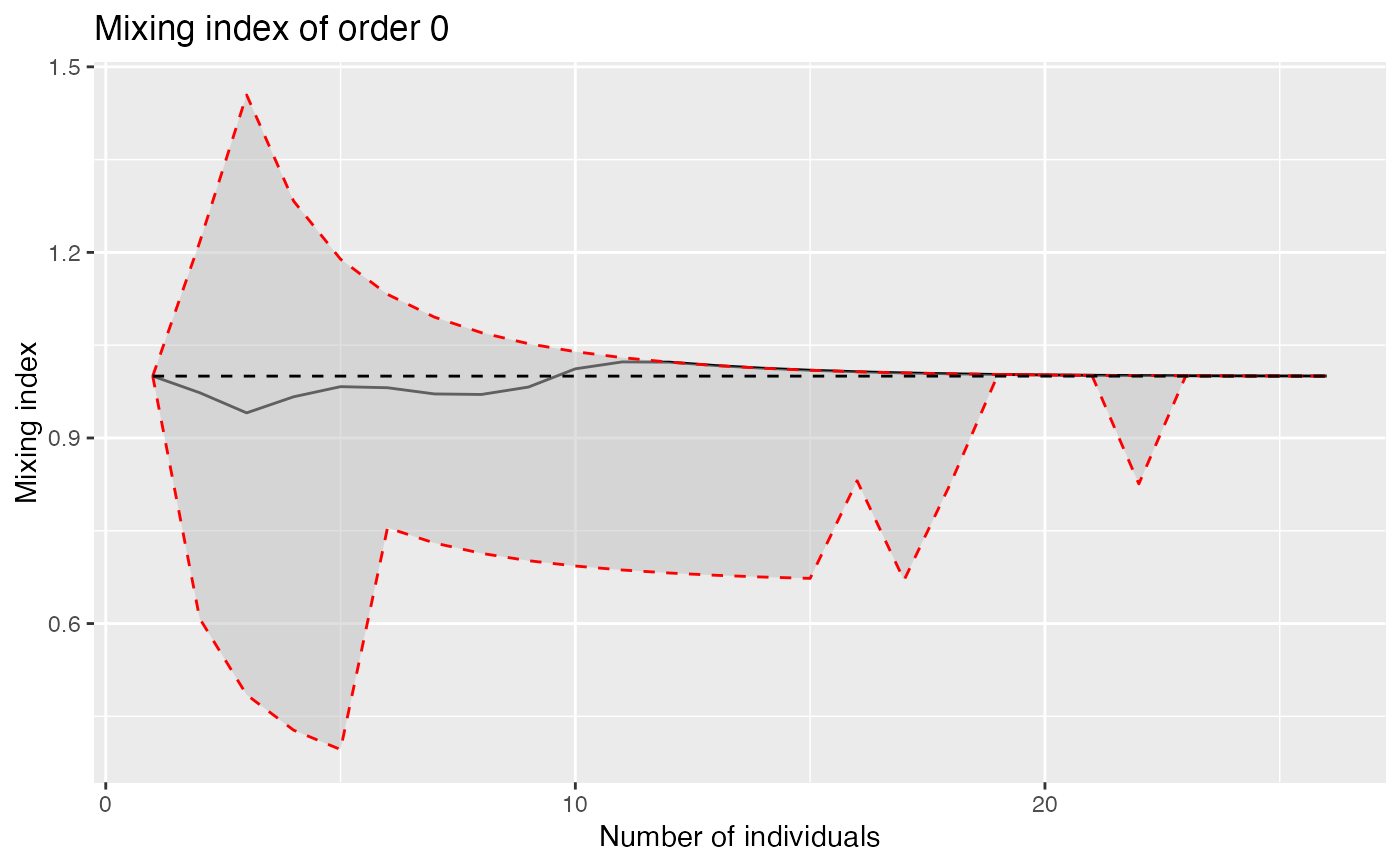 Mixing index of order 0
1.5
1.2
0.9
0.6
Mixing index
0 10 20
Number of individuals